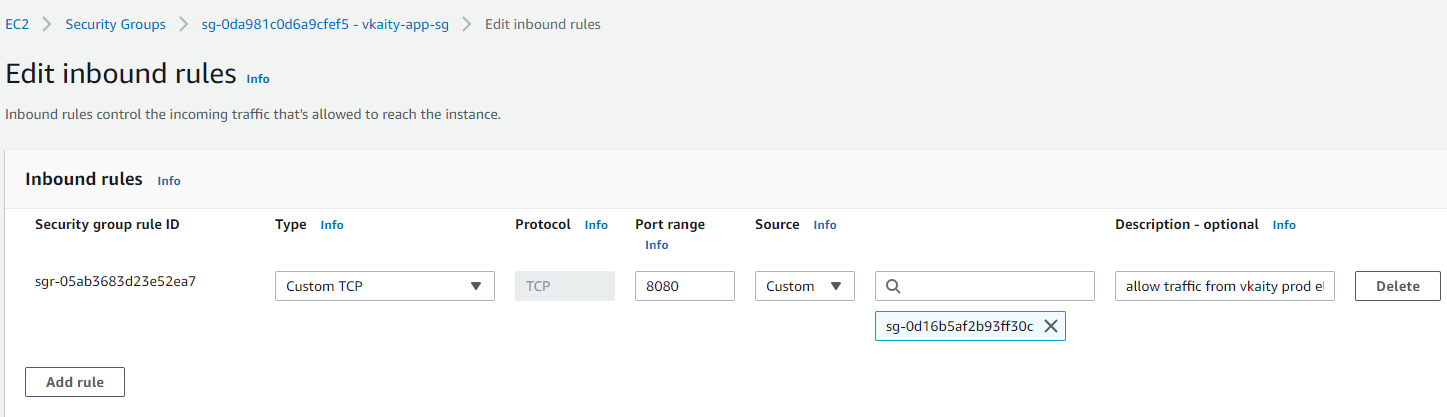 EC2 > Security Groups > sg-0da981c0d6a9cfef5 - vkaity-app-sg > Edit inbound rules
Edit inbound rules Info
Inbound rules control the incoming traffic that's allowed to reach the instance.
Inbound rules Info
Security group rule ID Type Info Protocol Info Port range Source Info Description - optional Info
Info
sgr-05ab3683d23e52ea7 Custom TCP TCP 8080 Custom allow traffic from vkaity prod Delete
sg-0d16b5af2b93ff30c
Add rule